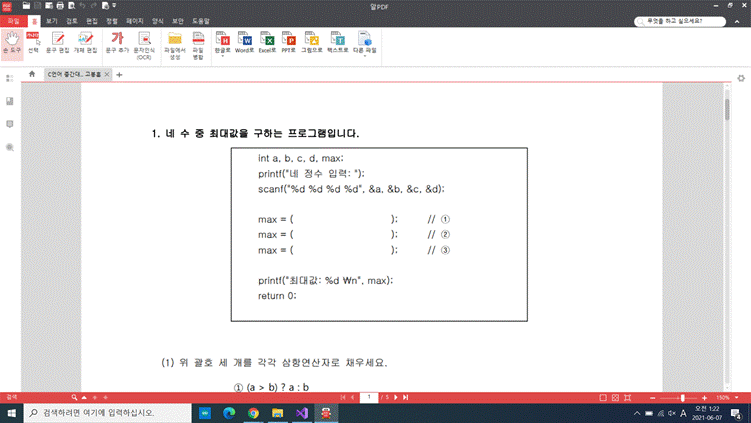 알PDF
파일 홈 보기 검토 편집 정렬 페이지 양식 보안 도움말
무엇을 하고 싶으세요?
손 도구 선택 문구 편집 개체 편집 문구 추가 문자인식 (OCR) 파일에서 생성 파일 병합 한글로 Word로 Excel로 PPT로 그림으로 텍스트로 다른 파일
C언어 중간대.. 고봉홀
1. 네 수 중 최대값을 구하는 프로그램입니다.
int a, b, c, d, max;
printf("네 정수 입력: ");
scanf("%d %d %d %d", &a, &b, &c, &d);
max = ( ); // ①
max = ( ); // ②
max = ( ); // ③
printf("최대값: %d ₩n", max);
return 0;
(1) 위 괄호 세 개를 각각 삼항연산자로 채우세요.
① (a > b) ? a : b
검색 1 / 5 150%
검색하려면 여기에 입력하십시오.
A 오전 1:22
2021-06-07